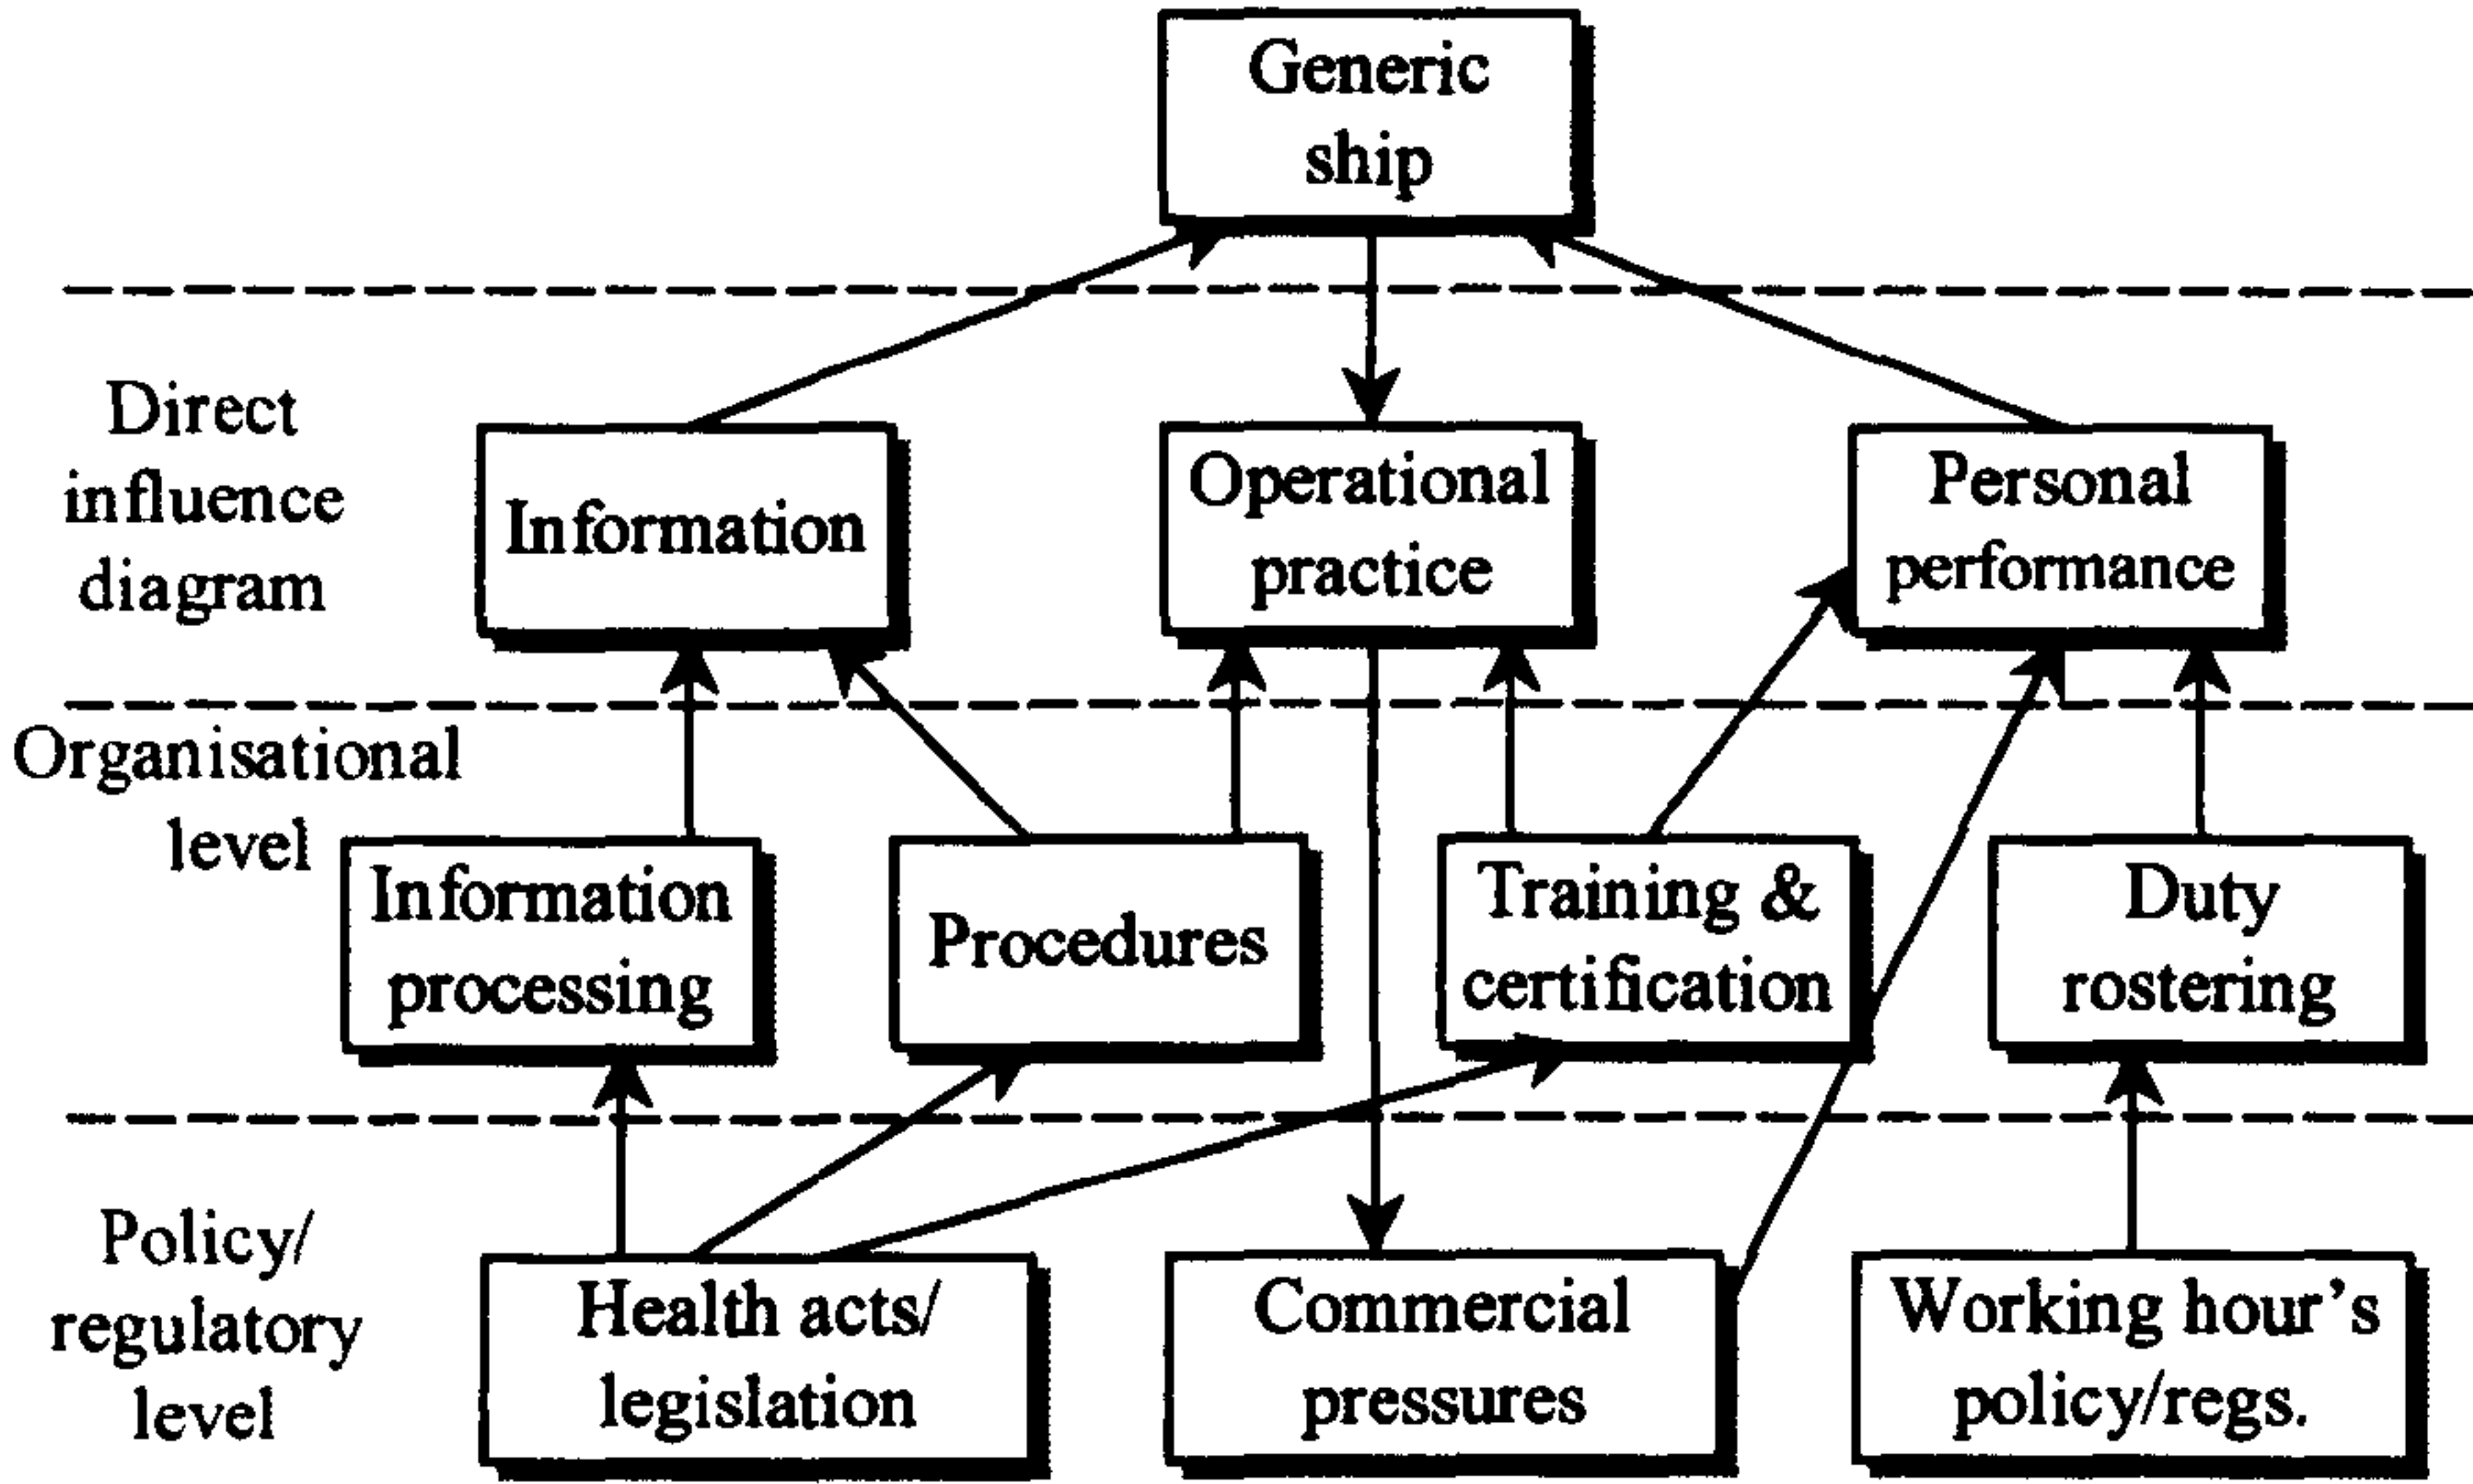 Generic
ship
Direct
influence
diagram
Information
Operational
practice
Personal
performance
Organisational
level
Information
processing
Procedures
Training &
certification
Duty
rostering
Policy/
regulatory
level
Health acts/
legislation
Commercial
pressures
Working hour's
policy/regs.